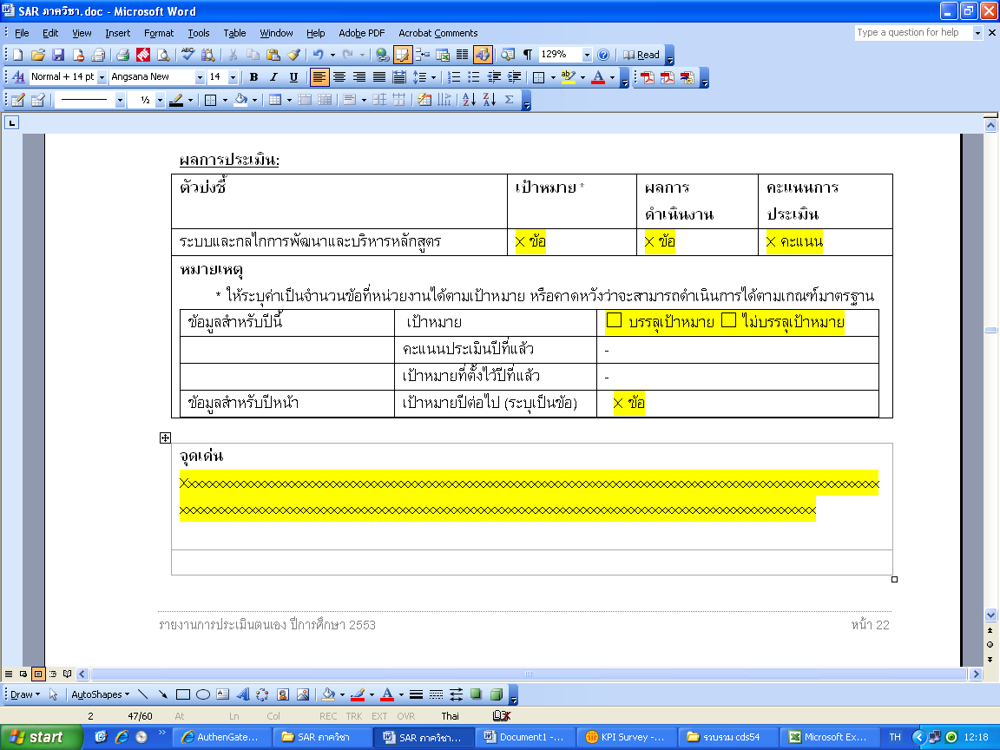 SAR ภาควิชา.doc - Microsoft Word
File Edit View Insert Format Tools Table Window Help Adobe PDF Acrobat Comments
Type a question for help
129% Read
Normal + 14 pt Angsana New 14 B I U
½
ผลการประเมิน:
ตัวบ่งชี้ เป้าหมาย * ผลการ คะแนนการ
ดำเนินงาน ประเมิน
ระบบและกลไกการพัฒนาและบริหารหลักสูตร X ข้อ X ข้อ X คะแนน
หมายเหตุ
* ให้ระบุค่าเป็นจำนวนข้อที่หน่วยงานได้ตามเป้าหมาย หรือคาดหวังว่าจะสามารถดำเนินการได้ตามเกณฑ์มาตรฐาน
ข้อมูลสำหรับปีนี้ เป้าหมาย บรรลุเป้าหมาย ไม่บรรลุเป้าหมาย
คะแนนประเมินปีที่แล้ว -
เป้าหมายที่ตั้งไว้ปีที่แล้ว -
ข้อมูลสำหรับปีหน้า เป้าหมายปีต่อไป (ระบุเป็นข้อ) X ข้อ
จุดเด่น
รายงานการประเมินตนเอง ปีการศึกษา 2553 หน้า 22
Draw AutoShapes
2 47/60 At Ln Col REC TRK EXT OVR Thai
start AuthenGate... SAR ภาควิชา SAR ภาควิชา... Document1 -... KPI Survey -... รวบรวม cds54 Microsoft Ex... TH 12:18